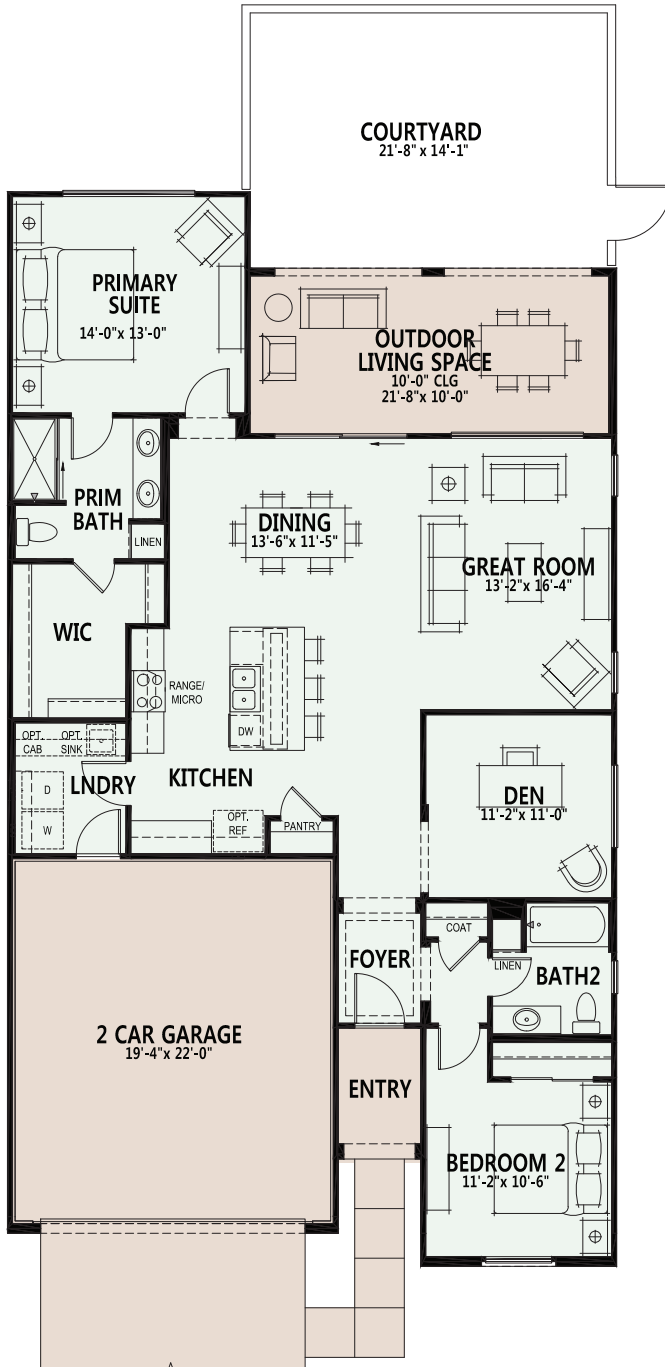 COURTYARD
21'-8" x 14'-1"
PRIMARY
SUITE
14'-0"x 13'-0"
OUTDOOR
LIVING SPACE
10'-0" CLG
21'-8"x 10'-0"
PRIM
BATH
LINEN
DINING
13'-6"x 11'-5"
GREAT ROOM
13'-2"x 16'-4"
WIC
RANGE/
MICRO
DW
OPT.
CAB
OPT.
SINK
LNDRY
D
W
KITCHEN
OPT.
REF
PANTRY
DEN
11'-2"x 11'-0"
COAT
FOYER
LINEN
BATH2
2 CAR GARAGE
19'-4"x 22'-0"
ENTRY
BEDROOM 2
11'-2"x 10'-6"